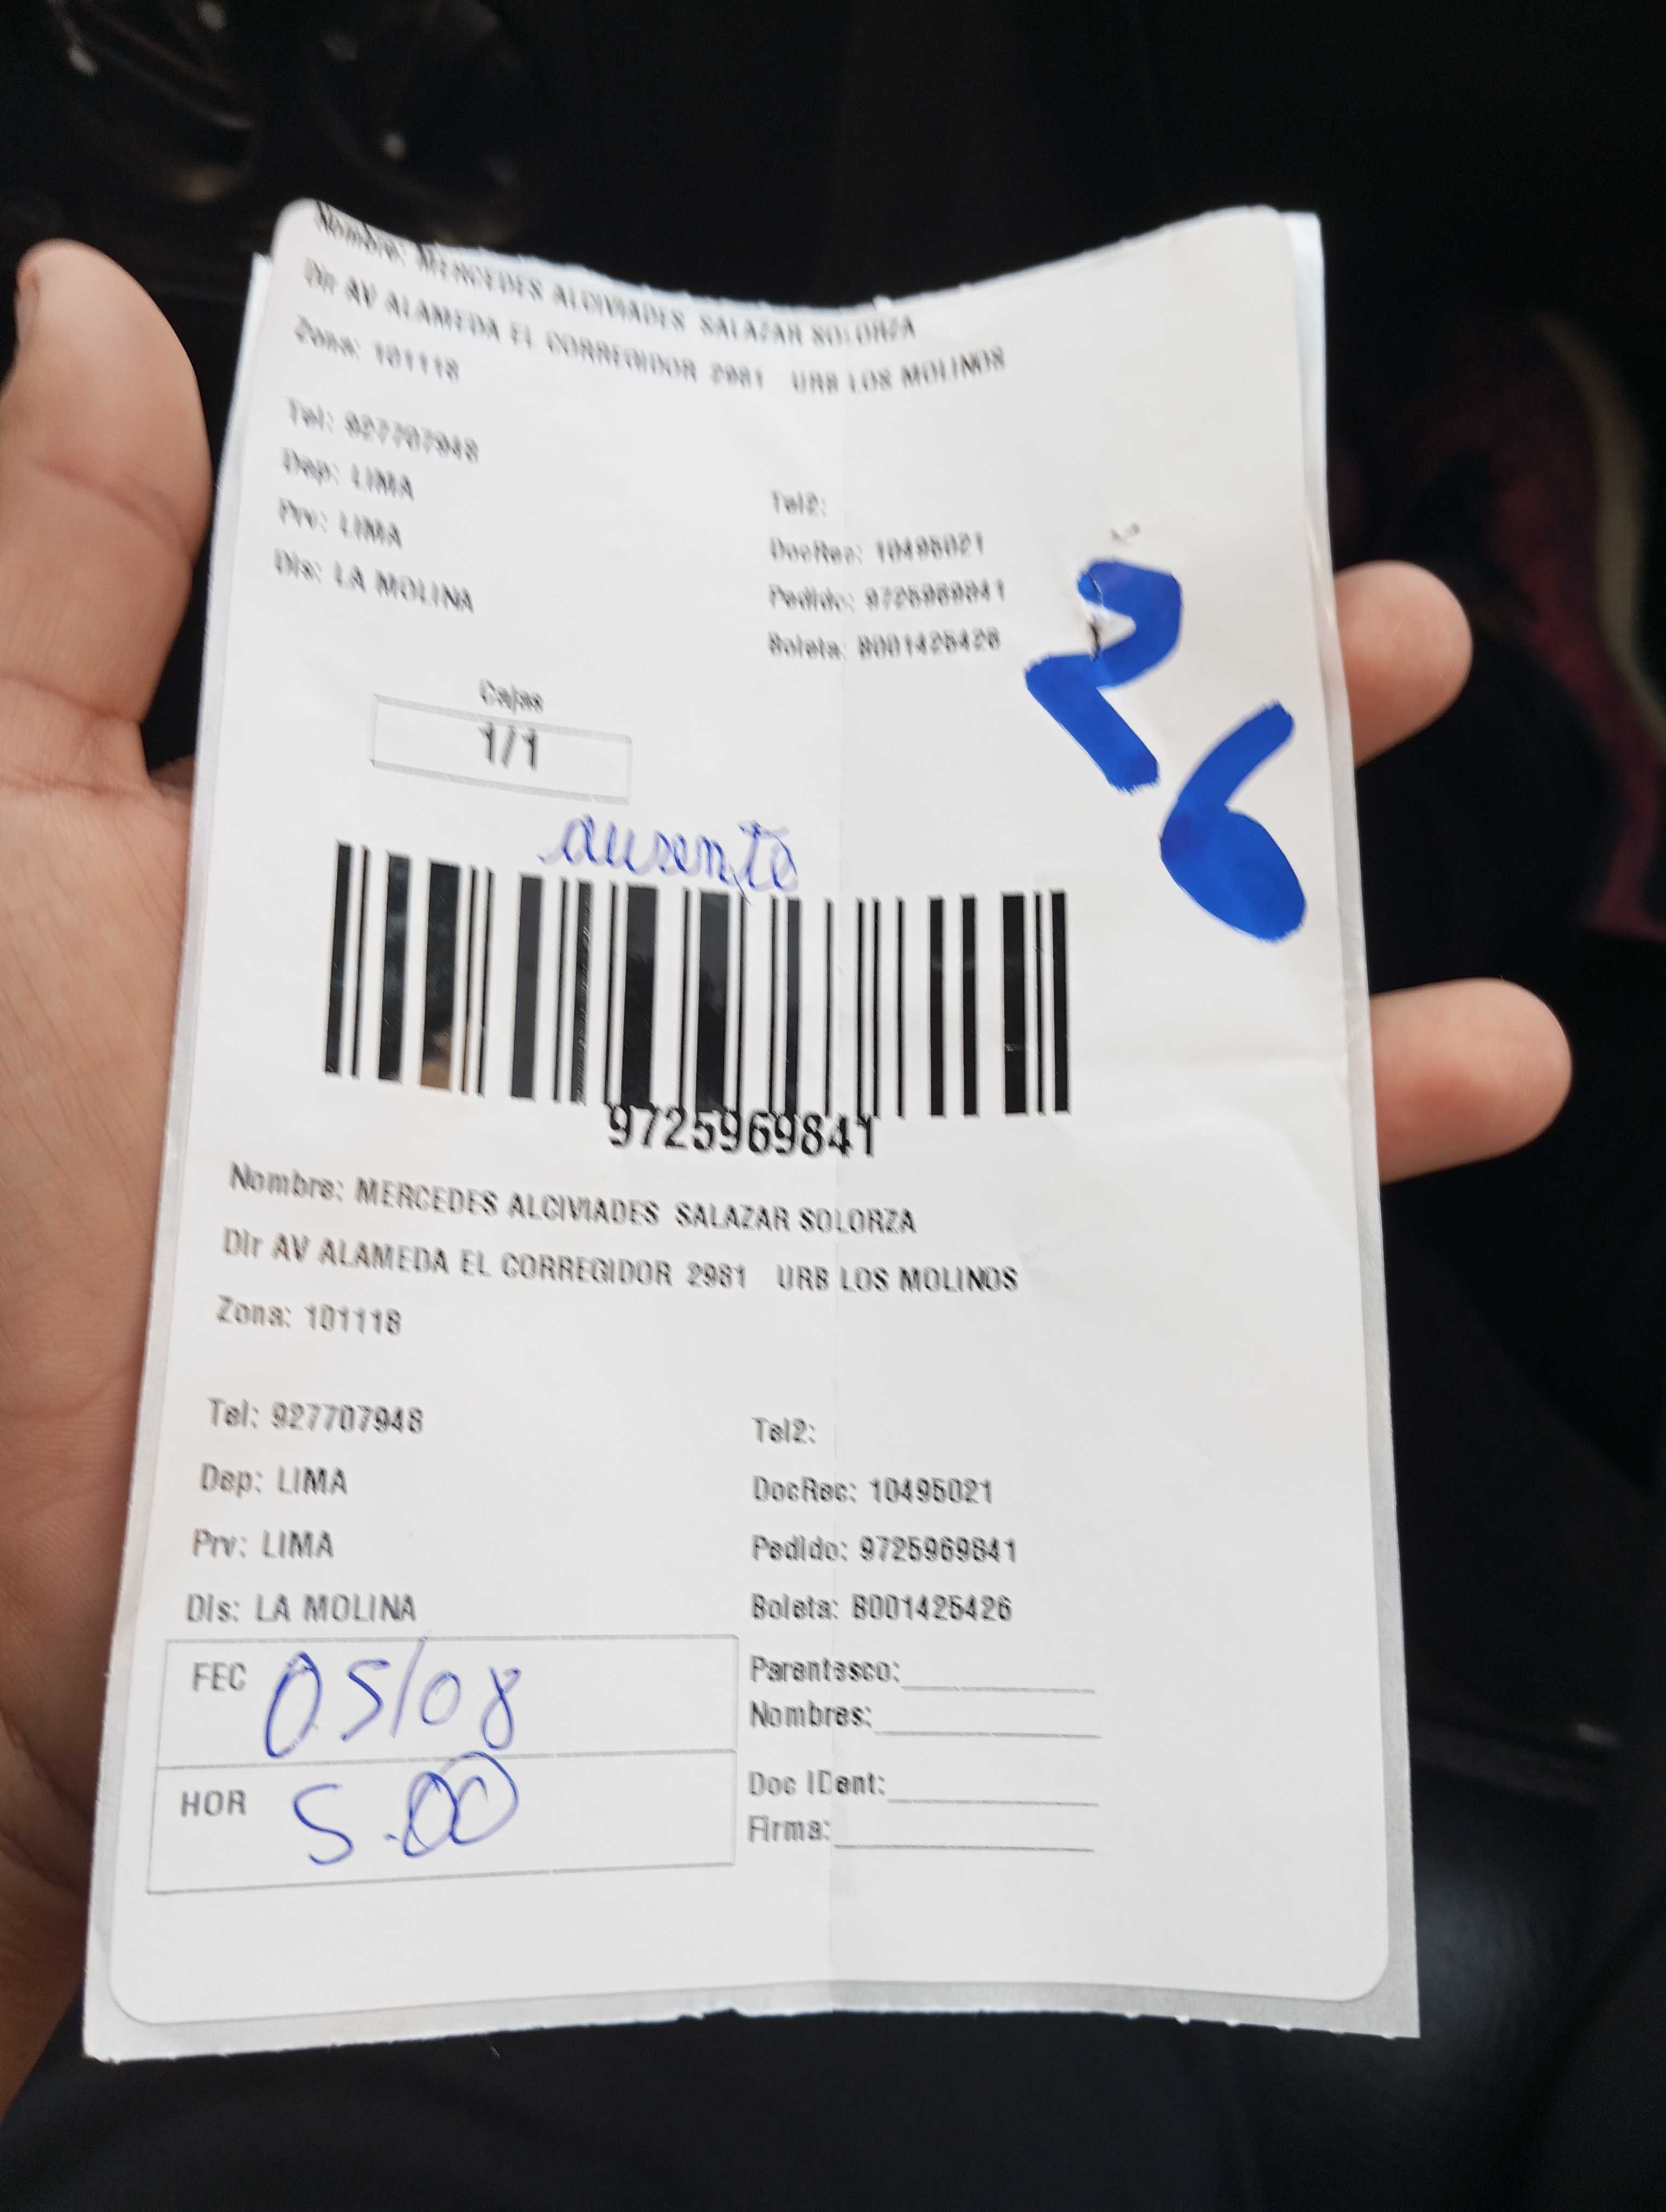 Nombre: MERCEDES ALCIVIADES SALAZAR SOLORZA
Dir AV ALAMEDA EL CORREGIDOR 2981 URB LOS MOLINOS
Zona: 101118
Tel: 927707948
Dep: LIMA
Prv: LIMA
Dis: LA MOLINA
Tel2:
DocRec: 10495021
Pedido: 9725969841
Boleta: B001425426
26
Cajas
1/1
ausente
9725969841
Nombre: MERCEDES ALCIVIADES SALAZAR SOLORZA
Dir AV ALAMEDA EL CORREGIDOR 2981 URB LOS MOLINOS
Zona: 101118
Tel: 927707948
Dep: LIMA
Prv: LIMA
Dis: LA MOLINA
Tel2:
DocRec: 10495021
Pedido: 9725969841
Boleta: B001425426
FEC 05/08
HOR 5.00
Parentesco:
Nombres:
Doc IDent:
Firma: